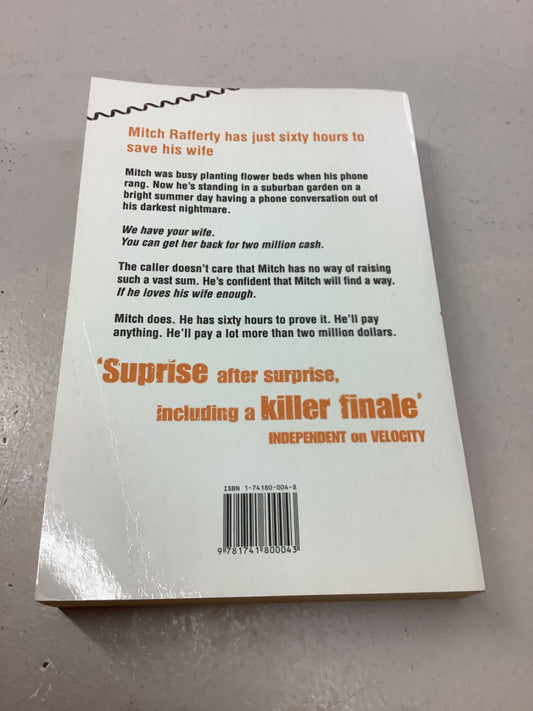 Mitch Rafferty has just sixty hours to
save his wife
Mitch was busy planting flower beds when his phone
rang. Now he's standing in a suburban garden on a
bright summer day having a phone conversation out of
his darkest nightmare.
We have your wife.
You can get her back for two million cash.
The caller doesn't care that Mitch has no way of raising
such a vast sum. He's confident that Mitch will find a way.
If he loves his wife enough.
Mitch does. He has sixty hours to prove it. He'll pay
anything. He'll pay a lot more than two million dollars.
'Suprise after surprise,
including a killer finale'
INDEPENDENT on VELOCITY
ISBN 1-74180-004-8
9 781741 800043